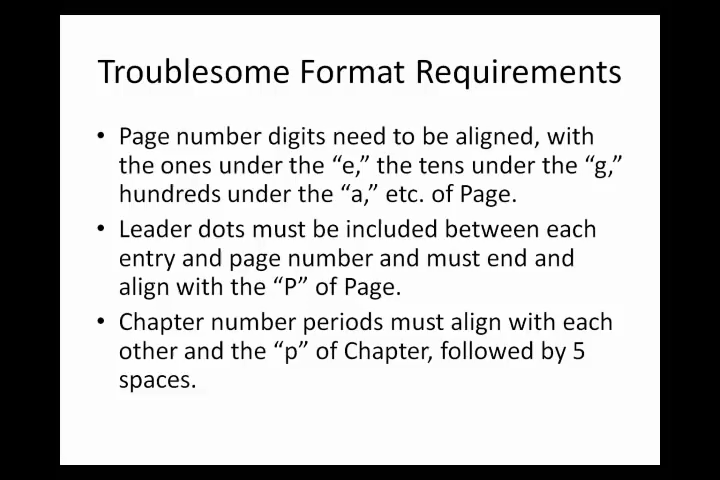 Troublesome Format Requirements
• Page number digits need to be aligned, with
the ones under the “e,” the tens under the “g,”
hundreds under the “a,” etc. of Page.
• Leader dots must be included between each
entry and page number and must end and
align with the “P” of Page.
• Chapter number periods must align with each
other and the “p” of Chapter, followed by 5
spaces.